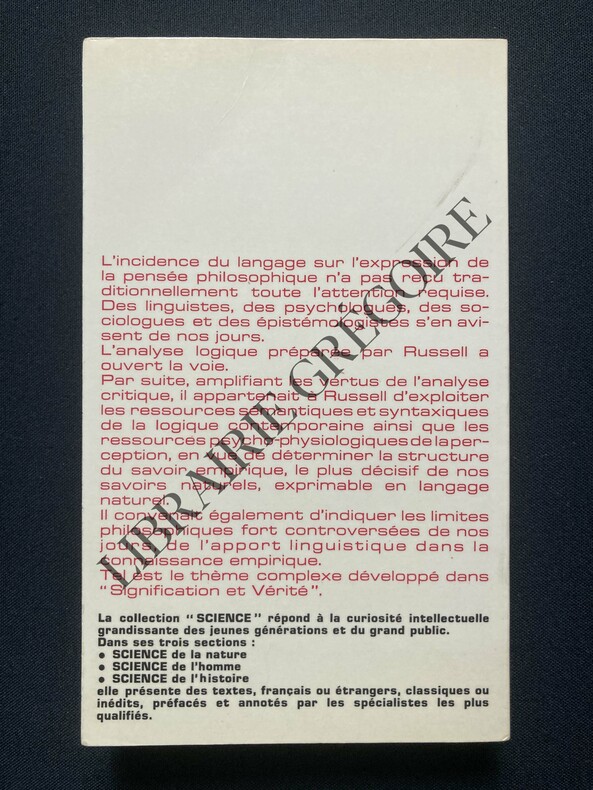 L'incidence du langage sur l'expression de
la pensée philosophique n'a pas reçu tra-
ditionnellement toute l'attention requise.
Des linguistes, des psychologues, des so-
ciologues et des épistémologistes s'en avi-
sent de nos jours.
L'analyse logique préparée par Russell a
ouvert la voie.
Par suite, amplifiant les vertus de l'analyse
critique, il appartenait à Russell d'exploiter
les ressources sémantiques et syntaxiques
de la logique contemporaine ainsi que les
ressources psycho-physiologiques de la per-
ception, en vue de déterminer la structure
du savoir empirique, le plus décisif de nos
savoirs naturels, exprimable en langage
naturel.
Il convenait également d'indiquer les limites
philosophiques fort controversées de nos
jours, de l'apport linguistique dans la
connaissance empirique.
Tel est le thème complexe développé dans
"Signification et Vérité".
LIBRAIRIE GRÉGOIRE
La collection "SCIENCE" répond à la curiosité intellectuelle
grandissante des jeunes générations et du grand public.
Dans ses trois sections :
• SCIENCE de la nature
• SCIENCE de l'homme
• SCIENCE de l'histoire
elle présente des textes, français ou étrangers, classiques ou
inédits, préfacés et annotés par les spécialistes les plus
qualifiés.